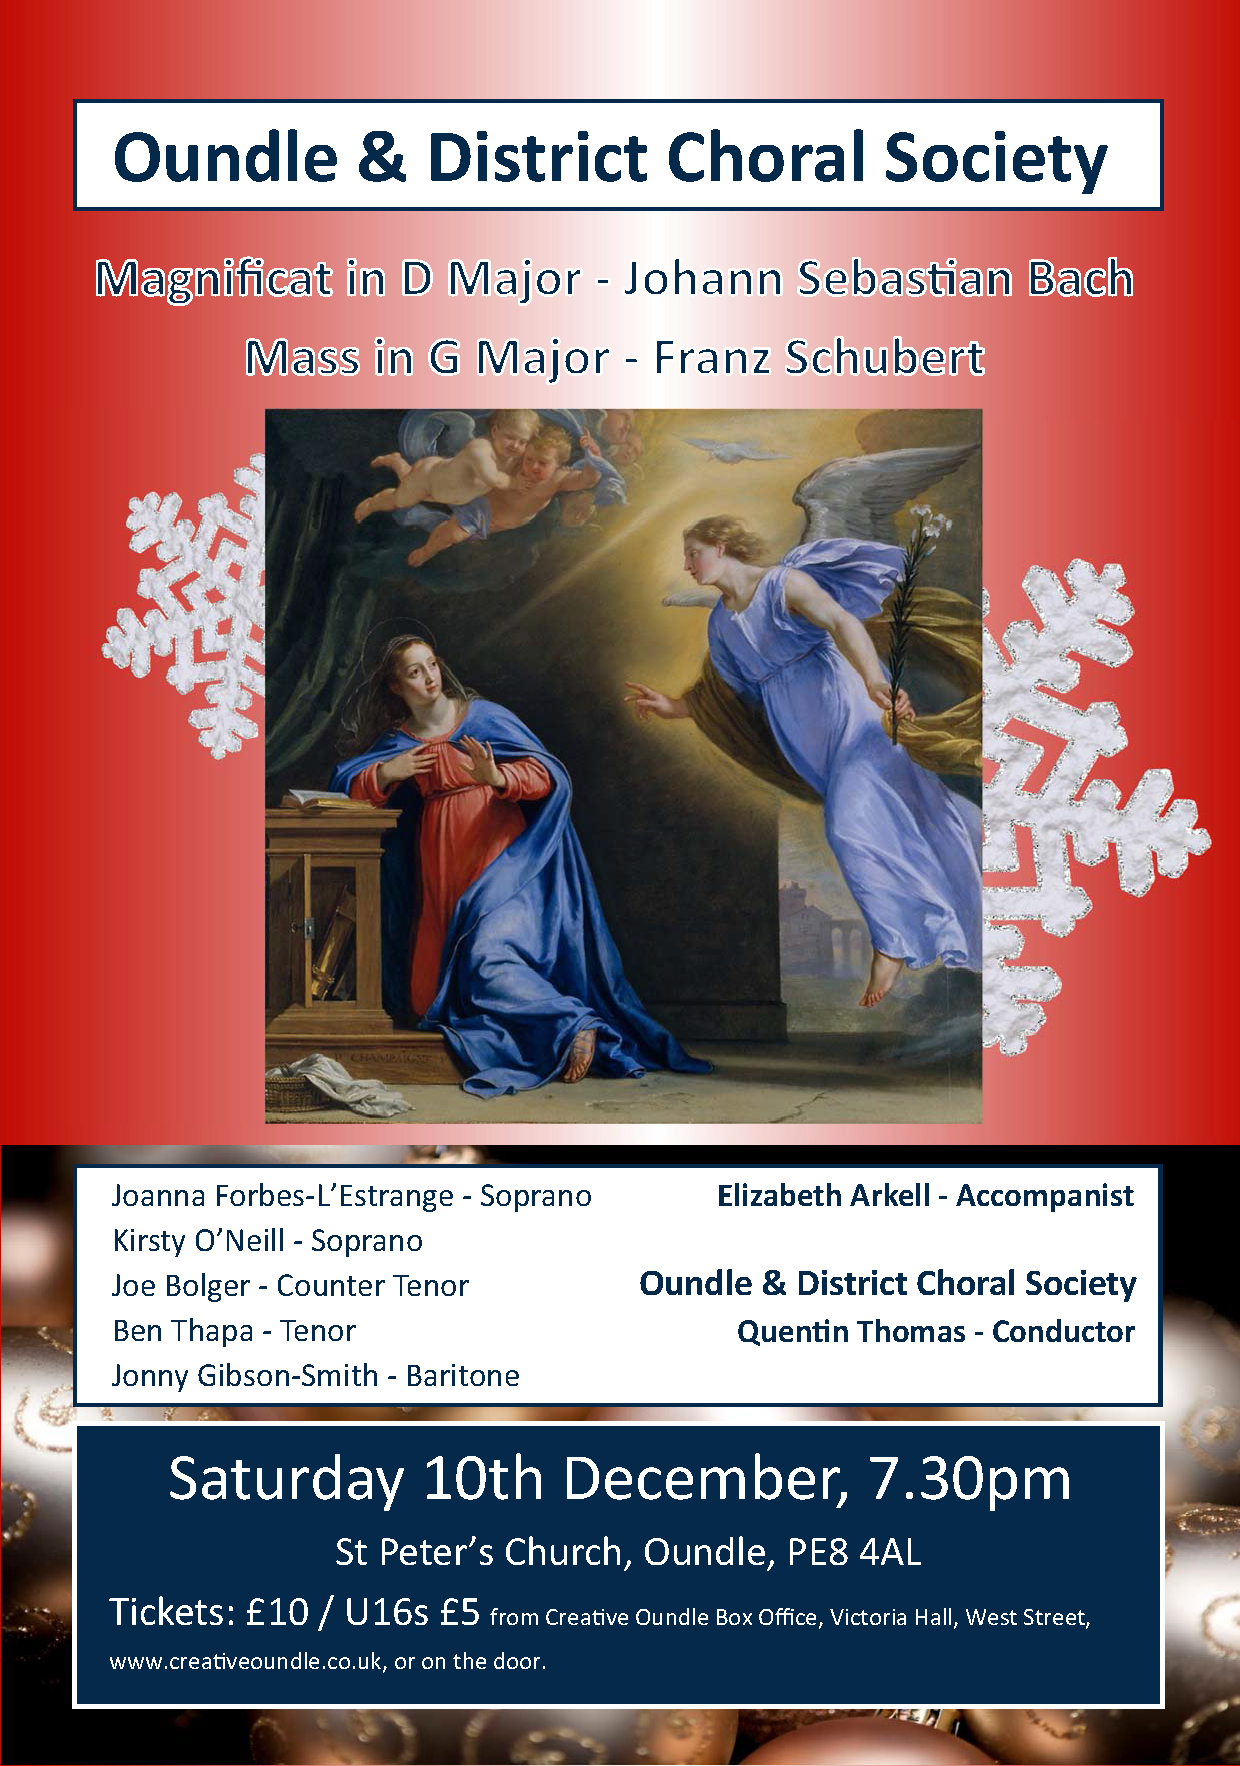 Oundle & District Choral Society
Magnificat in D Major - Johann Sebastian Bach
Mass in G Major - Franz Schubert
P. CHAMPAIGNE
Joanna Forbes-L’Estrange - Soprano
Kirsty O’Neill - Soprano
Joe Bolger - Counter Tenor
Ben Thapa - Tenor
Jonny Gibson-Smith - Baritone
Elizabeth Arkell - Accompanist
Oundle & District Choral Society
Quentin Thomas - Conductor
Saturday 10th December, 7.30pm
St Peter’s Church, Oundle, PE8 4AL
Tickets: £10 / U16s £5 from Creative Oundle Box Office, Victoria Hall, West Street,
www.creativeoundle.co.uk, or on the door.